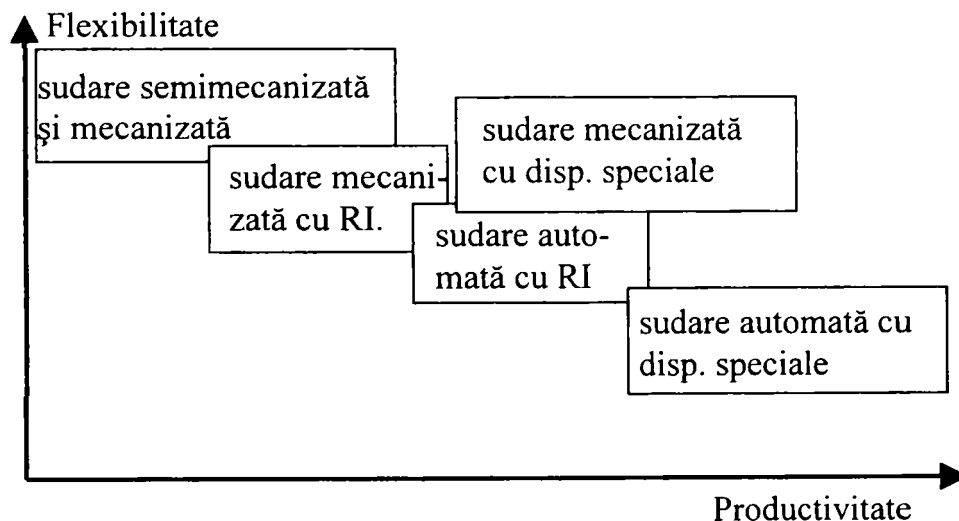 Flexibilitate
sudare semimecanizată
şi mecanizată
sudare mecani-
zată cu RI.
sudare mecanizată
cu disp. speciale
sudare auto-
mată cu RI
sudare automată cu
disp. speciale
Productivitate